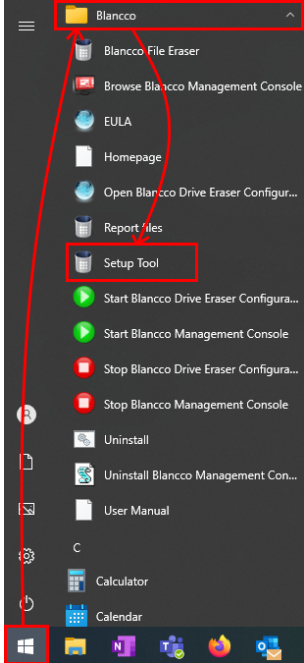 Blancco
Blancco File Eraser
Browse Blancco Management Console
EULA
Homepage
Open Blancco Drive Eraser Configur...
Report files
Setup Tool
Start Blancco Drive Eraser Configura...
Start Blancco Management Console
Stop Blancco Drive Eraser Configura...
Stop Blancco Management Console
Uninstall
Uninstall Blancco Management Con...
User Manual
C
Calculator
Calendar